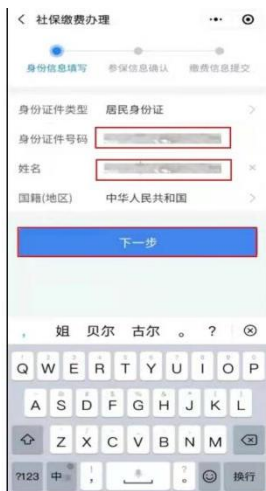 社保缴费办理
身份信息填写 参保信息确认 缴费信息提交
身份证件类型 居民身份证
身份证件号码
姓名
国籍(地区) 中华人民共和国
下一步
， 姐 贝尔 古尔 。 ?
Q W E R T Y U I O P
A S D F G H J K L
Z X C V B N M
?123 中 ! , ? 。 换行